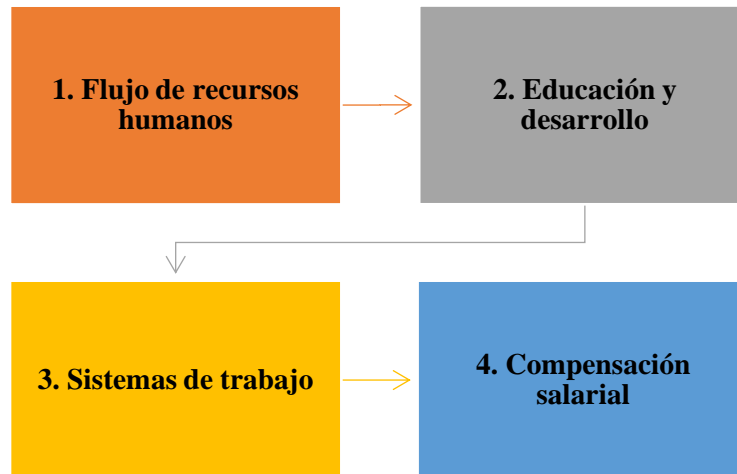 1. Flujo de recursos
humanos
2. Educación y
desarrollo
3. Sistemas de trabajo
4. Compensación
salarial